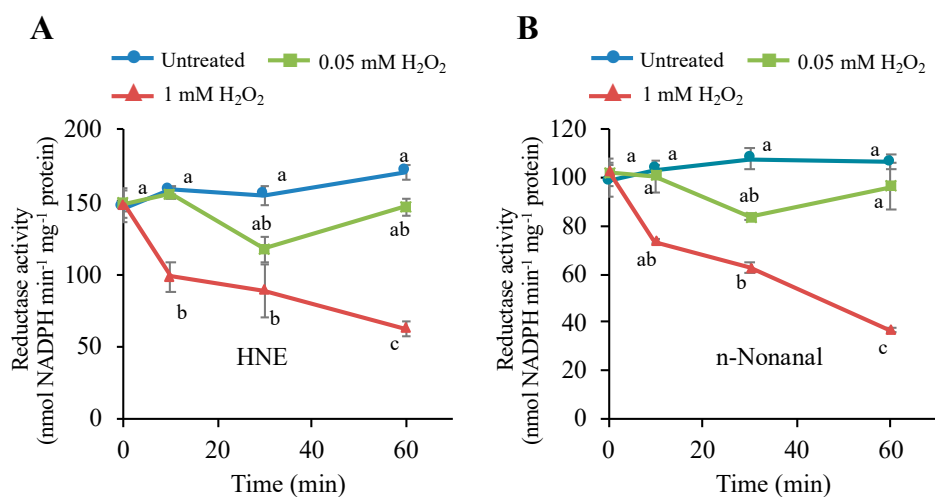 A
Untreated
0.05 mM H₂O₂
1 mM H₂O₂
Reductase activity
(nmol NADPH min⁻¹ mg⁻¹ protein)
200
150
100
50
0
a
a
a
ab
ab
b
b
c
HNE
0
20
40
60
Time (min)
B
Untreated
0.05 mM H₂O₂
1 mM H₂O₂
Reductase activity
(nmol NADPH min⁻¹ mg⁻¹ protein)
120
100
80
60
40
20
0
a
a
a
a
ab
a
ab
b
c
n-Nonanal
0
20
40
60
Time (min)